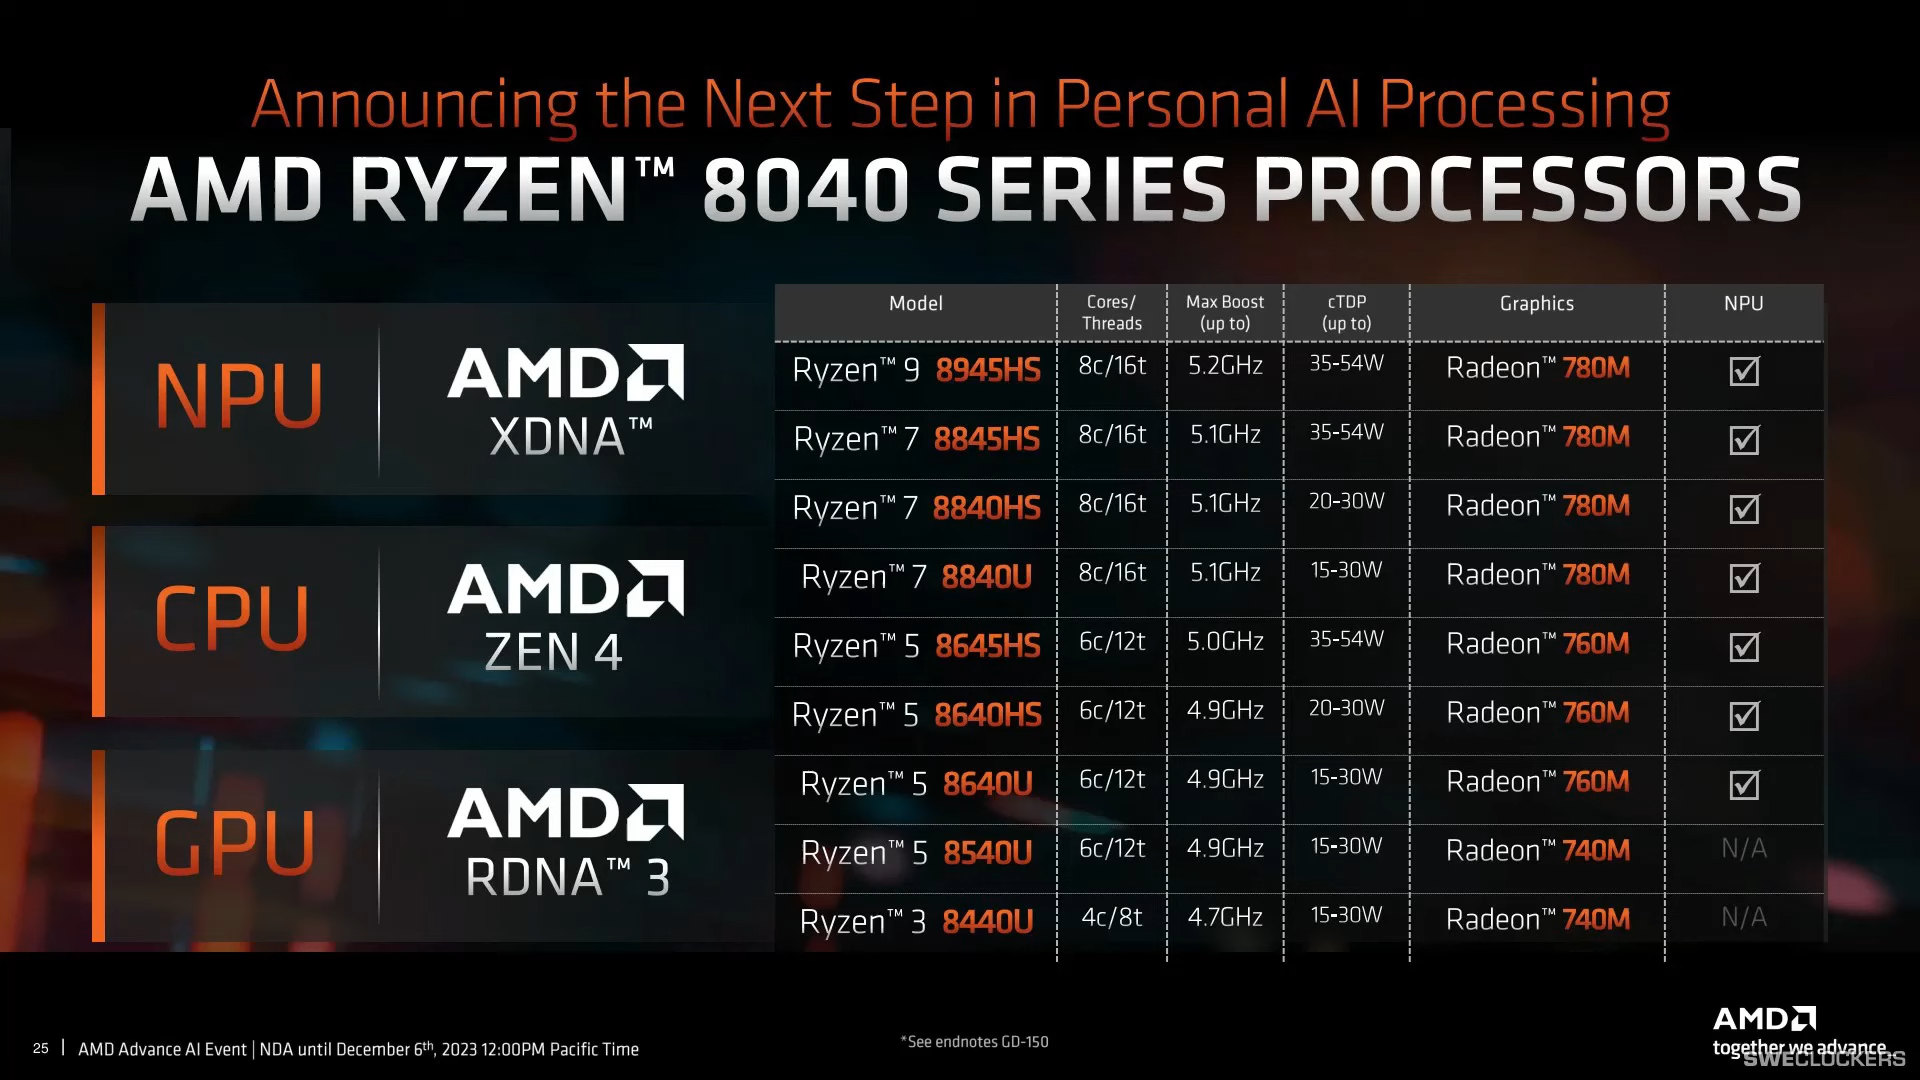 Announcing the Next Step in Personal AI Processing
AMD RYZEN™ 8040 SERIES PROCESSORS
NPU
AMD
XDNA™
CPU
AMD
ZEN 4
GPU
AMD
RDNA™ 3
Model Cores/ Threads Max Boost (up to) cTDP (up to) Graphics NPU
Ryzen™ 9 8945HS 8c/16t 5.2GHz 35-54W Radeon™ 780M ☑
Ryzen™ 7 8845HS 8c/16t 5.1GHz 35-54W Radeon™ 780M ☑
Ryzen™ 7 8840HS 8c/16t 5.1GHz 20-30W Radeon™ 780M ☑
Ryzen™ 7 8840U 8c/16t 5.1GHz 15-30W Radeon™ 780M ☑
Ryzen™ 5 8645HS 6c/12t 5.0GHz 35-54W Radeon™ 760M ☑
Ryzen™ 5 8640HS 6c/12t 4.9GHz 20-30W Radeon™ 760M ☑
Ryzen™ 5 8640U 6c/12t 4.9GHz 15-30W Radeon™ 760M ☑
Ryzen™ 5 8540U 6c/12t 4.9GHz 15-30W Radeon™ 740M N/A
Ryzen™ 3 8440U 4c/8t 4.7GHz 15-30W Radeon™ 740M N/A
25 | AMD Advance AI Event | NDA until December 6th, 2023 12:00PM Pacific Time
*See endnotes GD-150
AMD
together we advance_
SWECLOCKERS